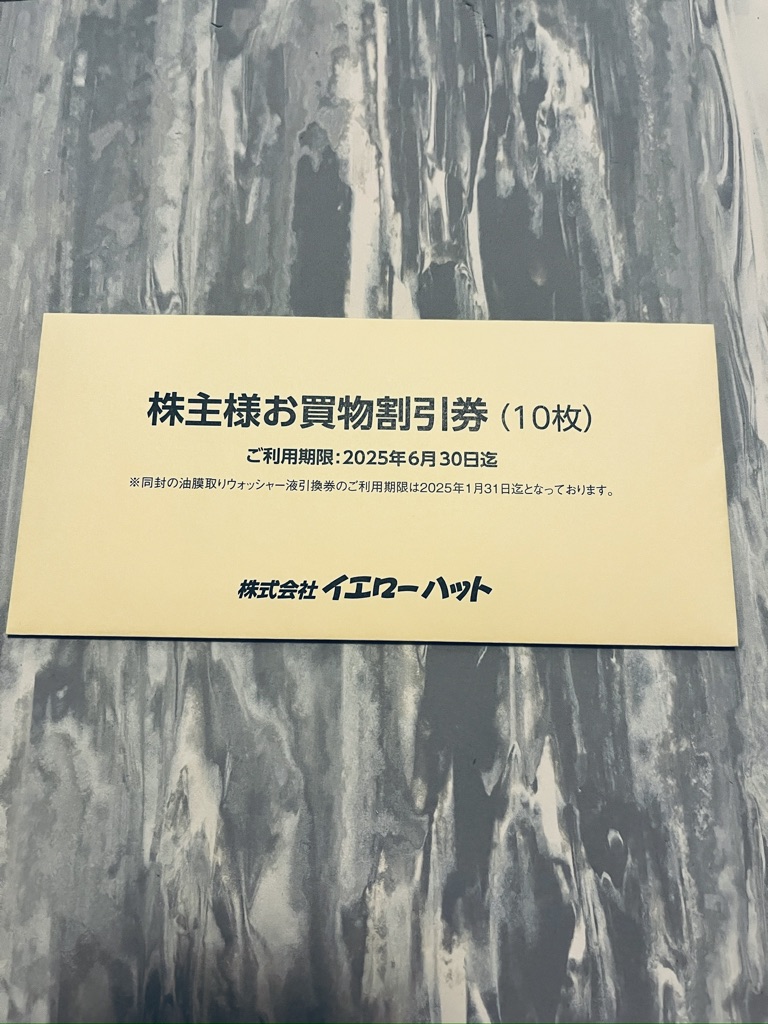 株主様お買物割引券（10枚）
ご利用期限：2025年6月30日迄
※同封の油膜取りウォッシャー液引換券のご利用期限は2025年1月31日迄となっております。
株式会社 イエローハット